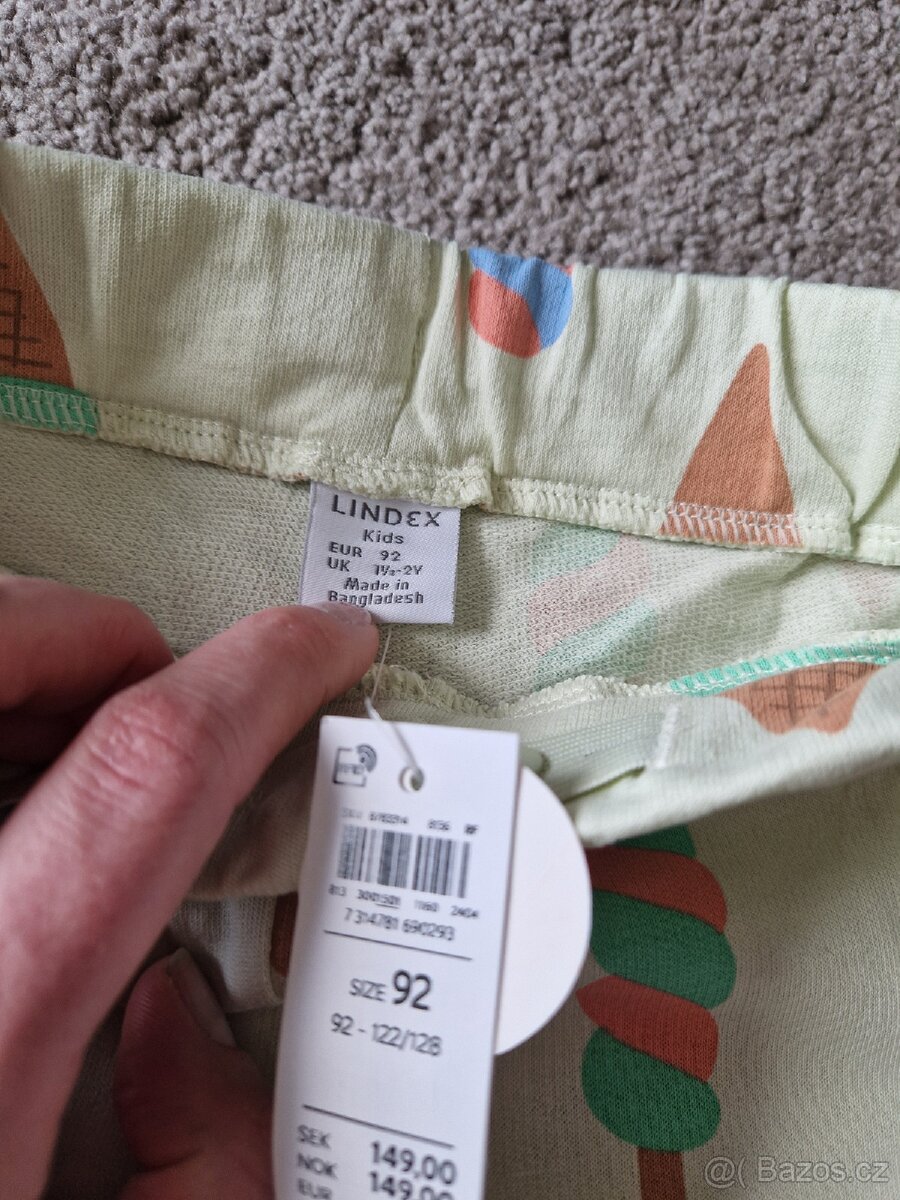 LINDEX
Kids
EUR 92
UK 1½-2Y
Made in
Bangladesh
7 314781 690293
SIZE 92
92 - 122/128
SEK 149.00
NOK 149.00
EUR
@( Bazos.cz